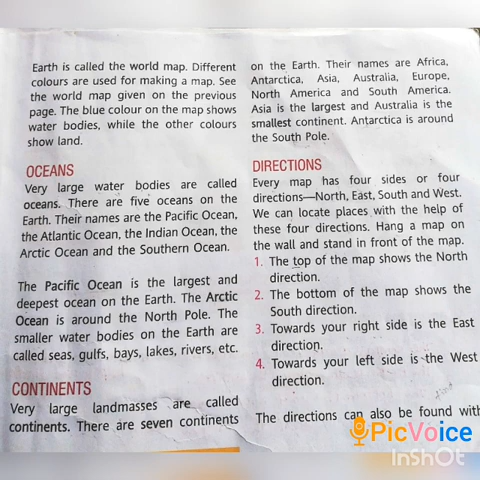 Earth is called the world map. Different
colours are used for making a map. See
the world map given on the previous
page. The blue colour on the map shows
water bodies, while the other colours
show land.
OCEANS
Very large water bodies are called
oceans. There are five oceans on the
Earth. Their names are the Pacific Ocean,
the Atlantic Ocean, the Indian Ocean, the
Arctic Ocean and the Southern Ocean.
The Pacific Ocean is the largest and
deepest ocean on the Earth. The Arctic
Ocean is around the North Pole. The
smaller water bodies on the Earth are
called seas, gulfs, bays, lakes, rivers, etc.
CONTINENTS
Very large landmasses are called
continents. There are seven continents
on the Earth. Their names are Africa,
Antarctica, Asia, Australia, Europe,
North America and South America.
Asia is the largest and Australia is the
smallest continent. Antarctica is around
the South Pole.
DIRECTIONS
Every map has four sides or four
directions—North, East, South and West.
We can locate places with the help of
these four directions. Hang a map on
the wall and stand in front of the map.
1. The top of the map shows the North
direction.
2. The bottom of the map shows the
South direction.
3. Towards your right side is the East
direction.
4. Towards your left side is the West
direction.
The directions can also be found with
PicVoice
InShOt